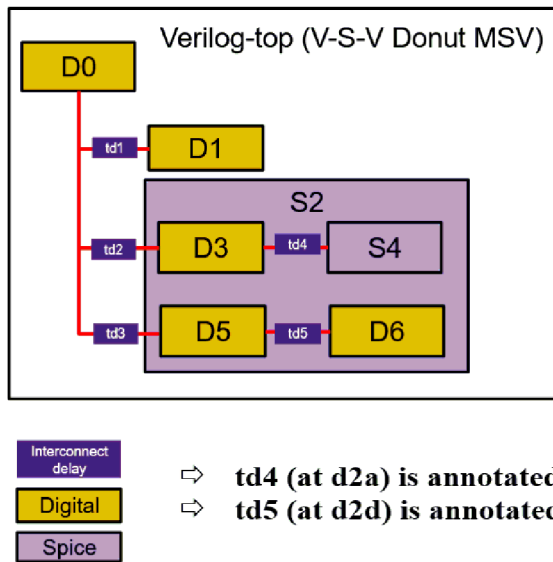 Verilog-top (V-S-V Donut MSV)
D0
td1
D1
S2
td2
D3
td4
S4
td3
D5
td5
D6
Interconnect
delay
⇨ td4 (at d2a) is annotated
Digital
⇨ td5 (at d2d) is annotated
Spice